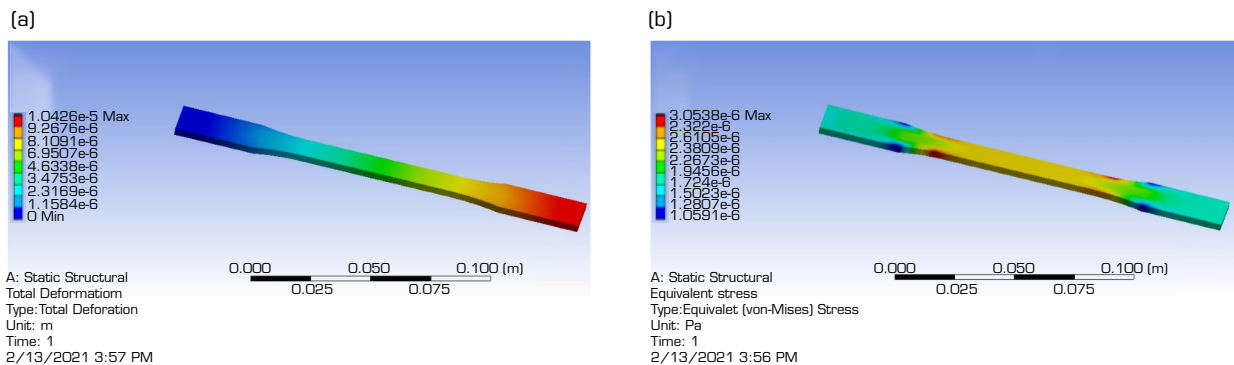 (a)
1.0426e-5 Max
9.2676e-6
8.1091e-6
6.9507e-6
4.6338e-6
3.4753e-6
2.3169e-6
1.1584e-6
0 Min
0.000 0.050 0.100 (m)
0.025 0.075
A: Static Structural
Total Deformatiom
Type:Total Deforation
Unit: m
Time: 1
2/13/2021 3:57 PM
(b)
3.0538e-6 Max
2.322e-6
2.6105e-6
2.3809e-6
2.2673e-6
1.9456e-6
1.724e-6
1.5023e-6
1.2807e-6
1.0591e-6
0.000 0.050 0.100 (m)
0.025 0.075
A: Static Structural
Equivalent stress
Type:Equivalet (von-Mises) Stress
Unit: Pa
Time: 1
2/13/2021 3:56 PM